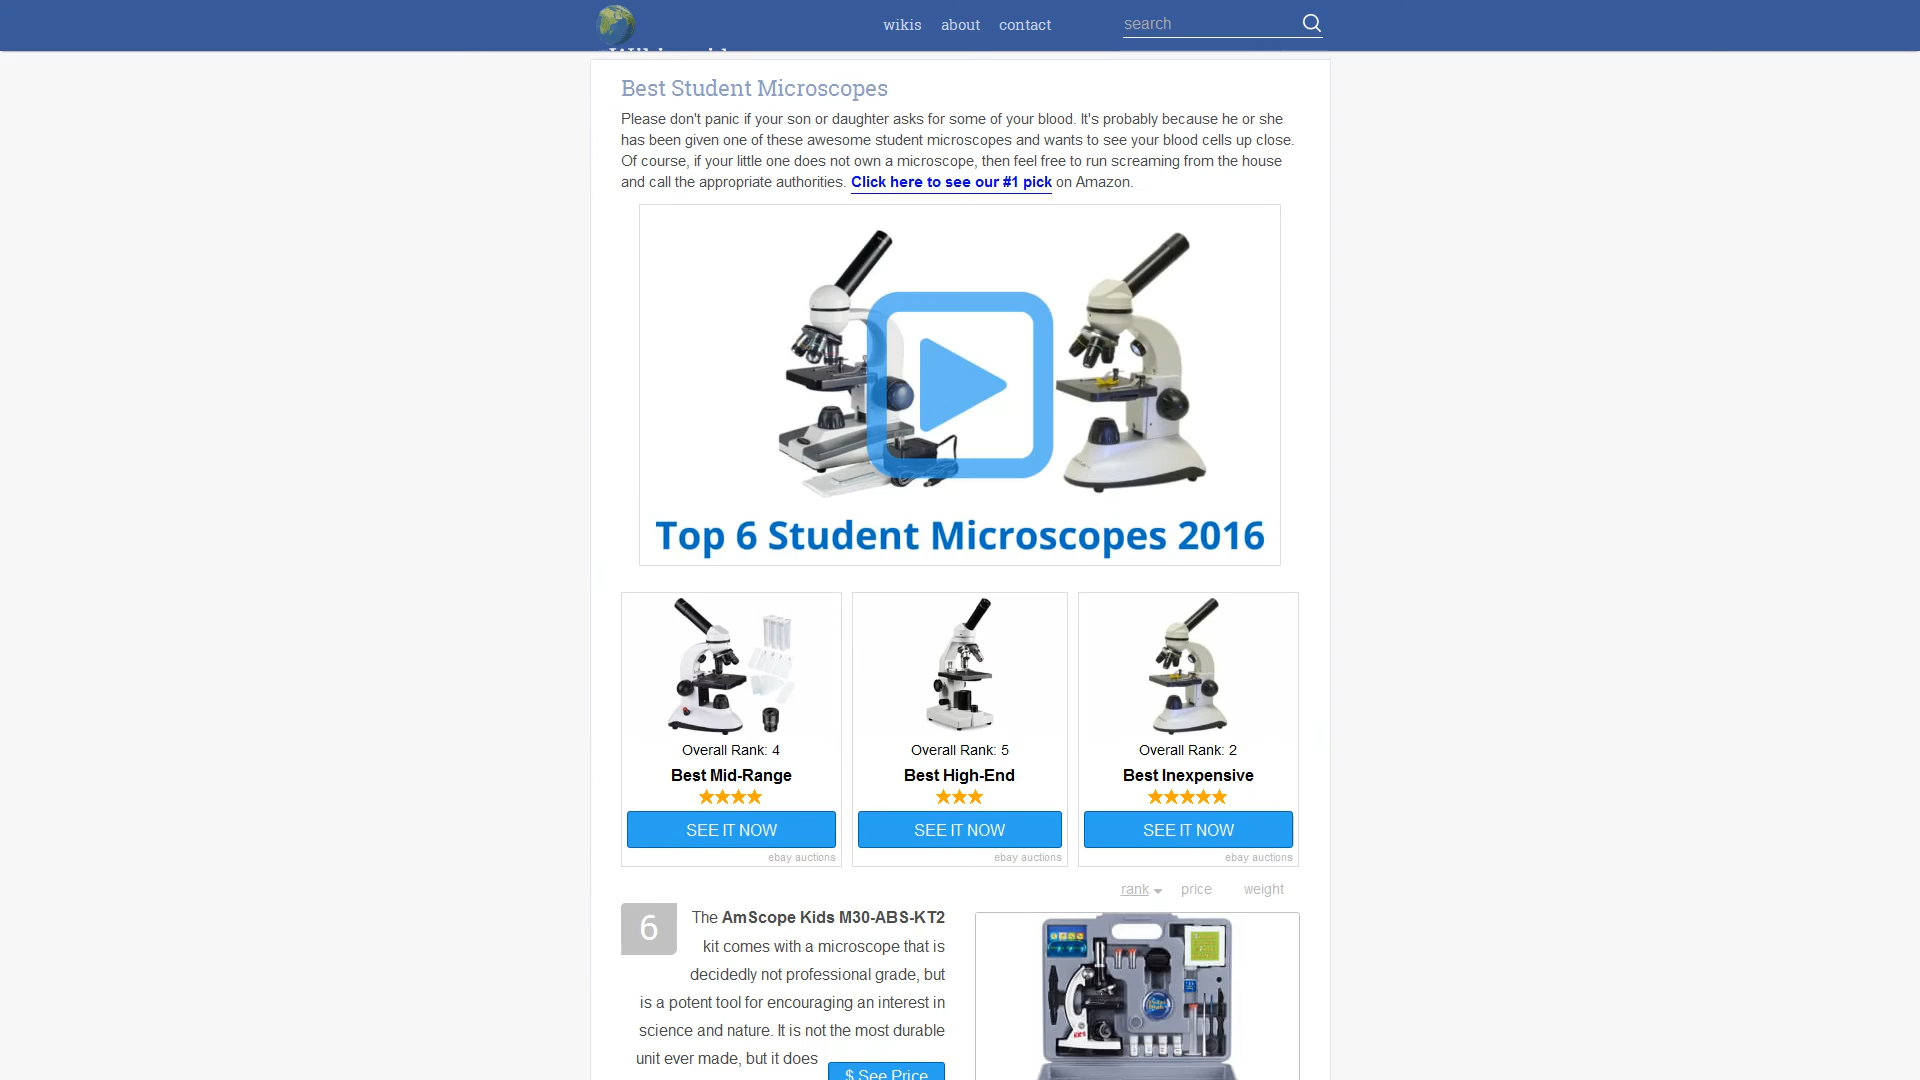 wikis about contact search
Best Student Microscopes
Please don't panic if your son or daughter asks for some of your blood. It's probably because he or she
has been given one of these awesome student microscopes and wants to see your blood cells up close.
Of course, if your little one does not own a microscope, then feel free to run screaming from the house
and call the appropriate authorities. Click here to see our #1 pick on Amazon.
Top 6 Student Microscopes 2016
Overall Rank: 4
Best Mid-Range
SEE IT NOW
ebay auctions
Overall Rank: 5
Best High-End
SEE IT NOW
ebay auctions
Overall Rank: 2
Best Inexpensive
SEE IT NOW
ebay auctions
rank price weight
6
The AmScope Kids M30-ABS-KT2
kit comes with a microscope that is
decidedly not professional grade, but
is a potent tool for encouraging an interest in
science and nature. It is not the most durable
unit ever made, but it does
$ See Price